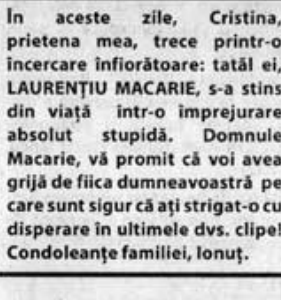 În aceste zile, Cristina,
prietena mea, trece printr-o
încercare înfiorătoare: tatăl ei,
LAURENȚIU MACARIE, s-a stins
din viață într-o împrejurare
absolut stupidă. Domnule
Macarie, vă promit că voi avea
grijă de fiica dumneavoastră pe
care sunt sigur că ați strigat-o cu
disperare în ultimele dvs. clipe!
Condoleanțe familiei, Ionuț.